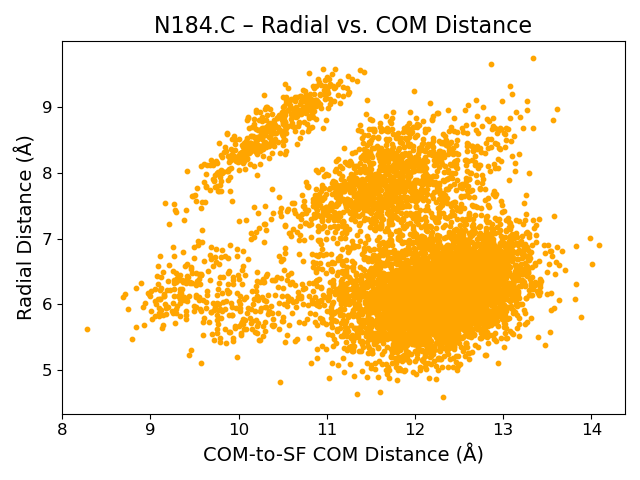 N184.C – Radial vs. COM Distance
Radial Distance (Å)
9
8
7
6
5
8 9 10 11 12 13 14
COM-to-SF COM Distance (Å)